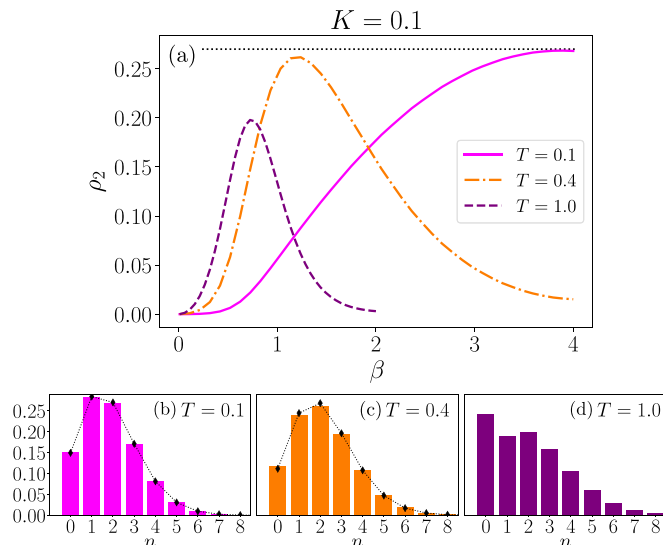 K = 0.1
(a)
ρ₂
0.25
0.20
0.15
0.10
0.05
0.00
T = 0.1
T = 0.4
T = 1.0
0 1 2 3 4
β
(b) T = 0.1
(c) T = 0.4
(d) T = 1.0
0.25
0.20
0.15
0.10
0.05
0.00
0 1 2 3 4 5 6 7 8
0 1 2 3 4 5 6 7 8
0 1 2 3 4 5 6 7 8
n
n
n